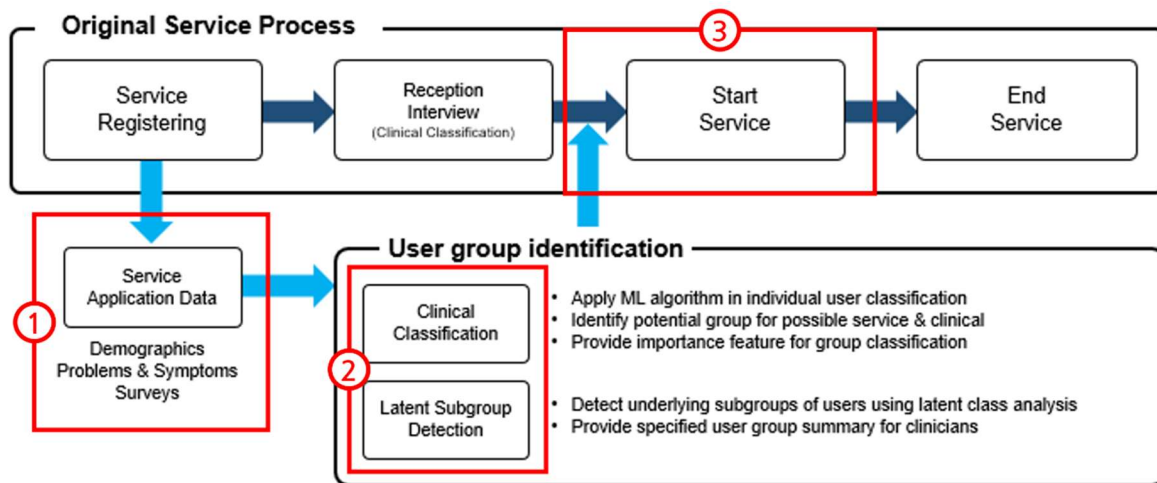 Original Service Process
3
Service
Registering
Reception
Interview
(Clinical Classification)
Start
Service
End
Service
1
Service
Application Data
Demographics
Problems & Symptoms
Surveys
User group identification
2
Clinical
Classification
• Apply ML algorithm in individual user classification
• Identify potential group for possible service & clinical
• Provide importance feature for group classification
Latent Subgroup
Detection
• Detect underlying subgroups of users using latent class analysis
• Provide specified user group summary for clinicians